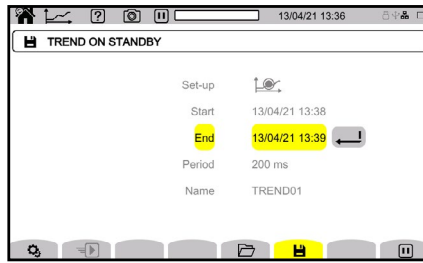 13/04/21 13:36
TREND ON STANDBY
Set-up
Start 13/04/21 13:38
End 13/04/21 13:39
Period 200 ms
Name TREND01